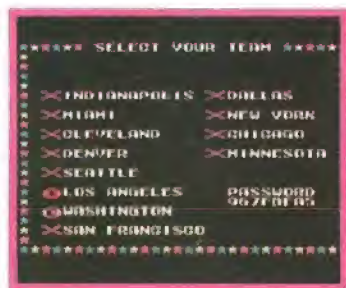 SELECT YOUR TEAM
INDIANAPOLIS DALLAS
MIAMI NEW YORK
CLEVELAND CHICAGO
DENVER MINNESOTA
SEATTLE
LOS ANGELES PASSWORD
WASHINGTON
SAN FRANCISCO